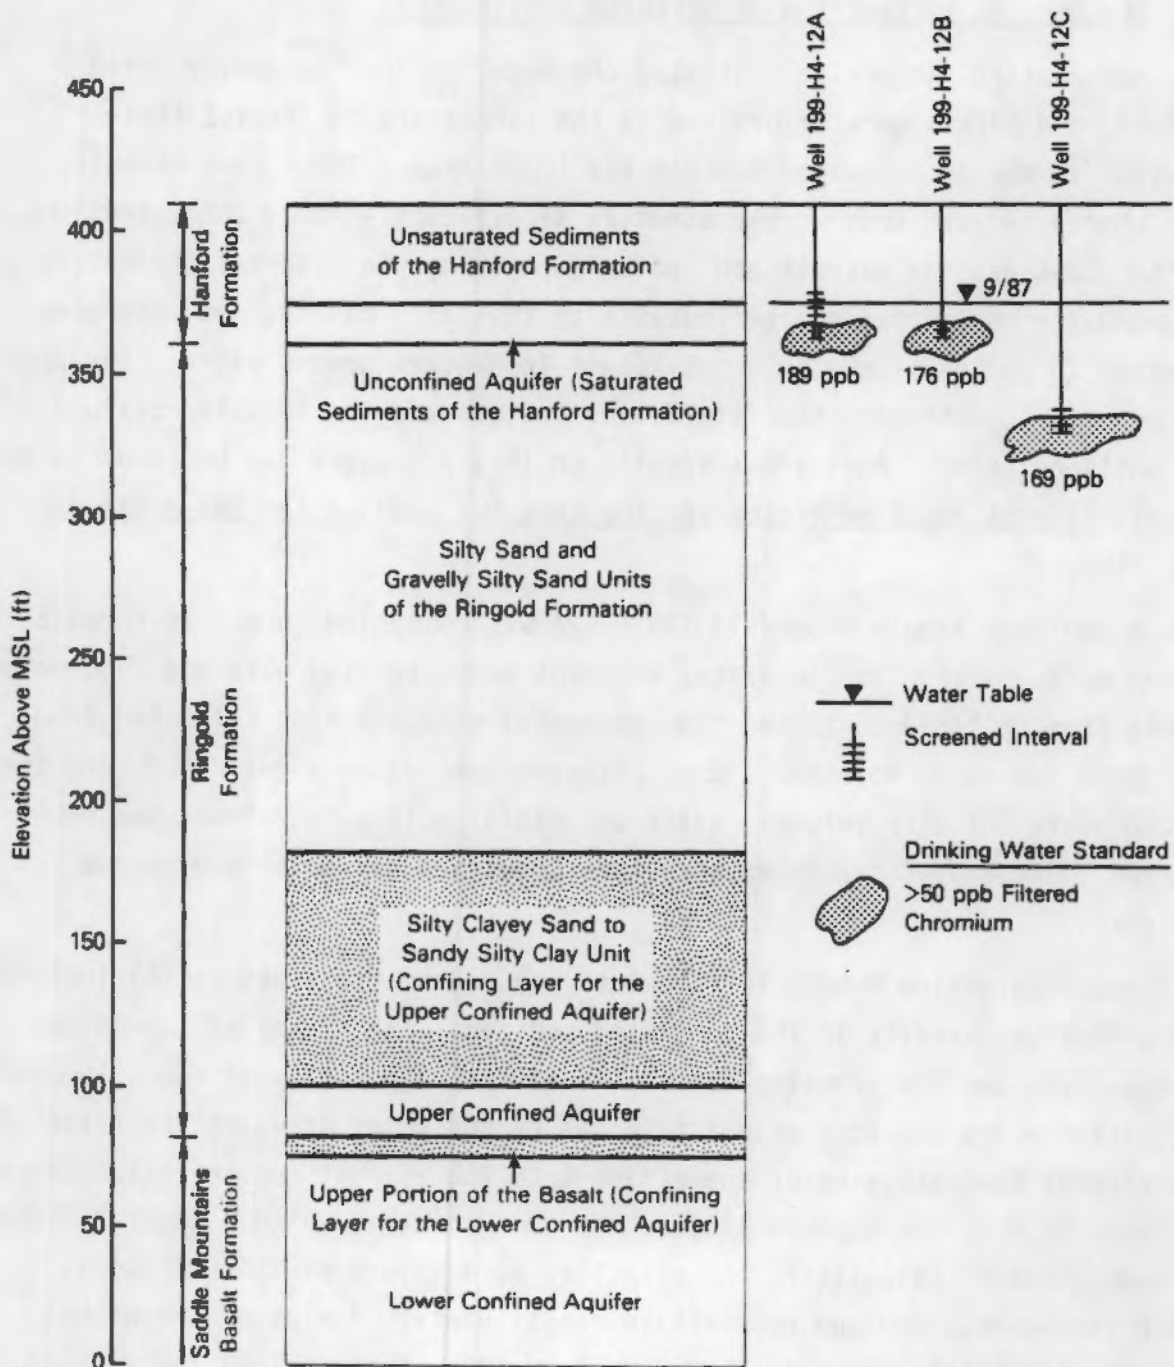 Well 199-H4-12A
Well 199-H4-12B
Well 199-H4-12C
Elevation Above MSL (ft)
450
400
350
300
250
200
150
100
50
0
Hanford
Formation
Ringold
Formation
Saddle Mountains
Basalt Formation
Unsaturated Sediments
of the Hanford Formation
Unconfined Aquifer (Saturated
Sediments of the Hanford Formation)
Silty Sand and
Gravelly Silty Sand Units
of the Ringold Formation
Silty Clayey Sand to
Sandy Silty Clay Unit
(Confining Layer for the
Upper Confined Aquifer)
Upper Confined Aquifer
Upper Portion of the Basalt (Confining
Layer for the Lower Confined Aquifer)
Lower Confined Aquifer
9/87
189 ppb
176 ppb
169 ppb
Water Table
Screened Interval
Drinking Water Standard
>50 ppb Filtered
Chromium